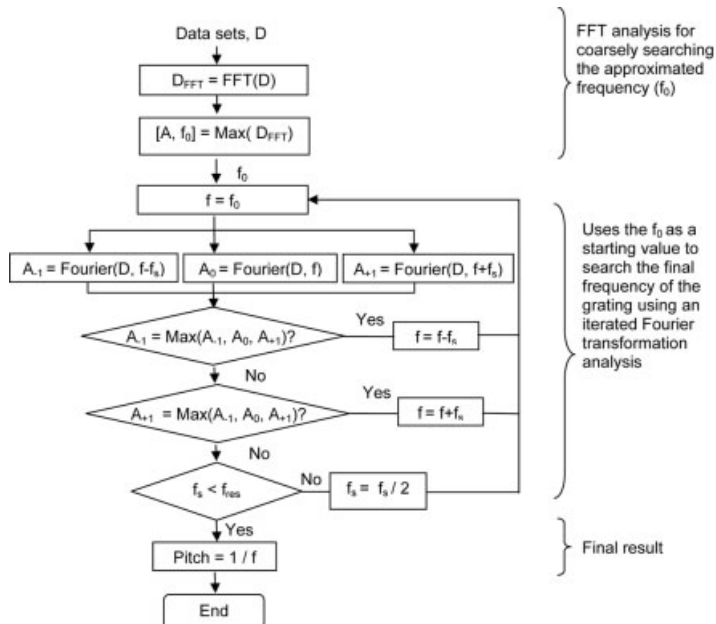 Data sets, D
D_FFT = FFT(D)
[A, f₀] = Max( D_FFT)
f₀
f = f₀
A₋₁ = Fourier(D, f-fₛ)
A₀ = Fourier(D, f)
A₊₁ = Fourier(D, f+fₛ)
A₋₁ = Max(A₋₁, A₀, A₊₁)?
Yes
f = f-fₛ
No
A₊₁ = Max(A₋₁, A₀, A₊₁)?
Yes
f = f+fₛ
No
fₛ < f_res
No
fₛ = fₛ / 2
Yes
Pitch = 1 / f
End
FFT analysis for
coarsely searching
the approximated
frequency (f₀)
Uses the f₀ as a
starting value to
search the final
frequency of the
grating using an
iterated Fourier
transformation
analysis
Final result